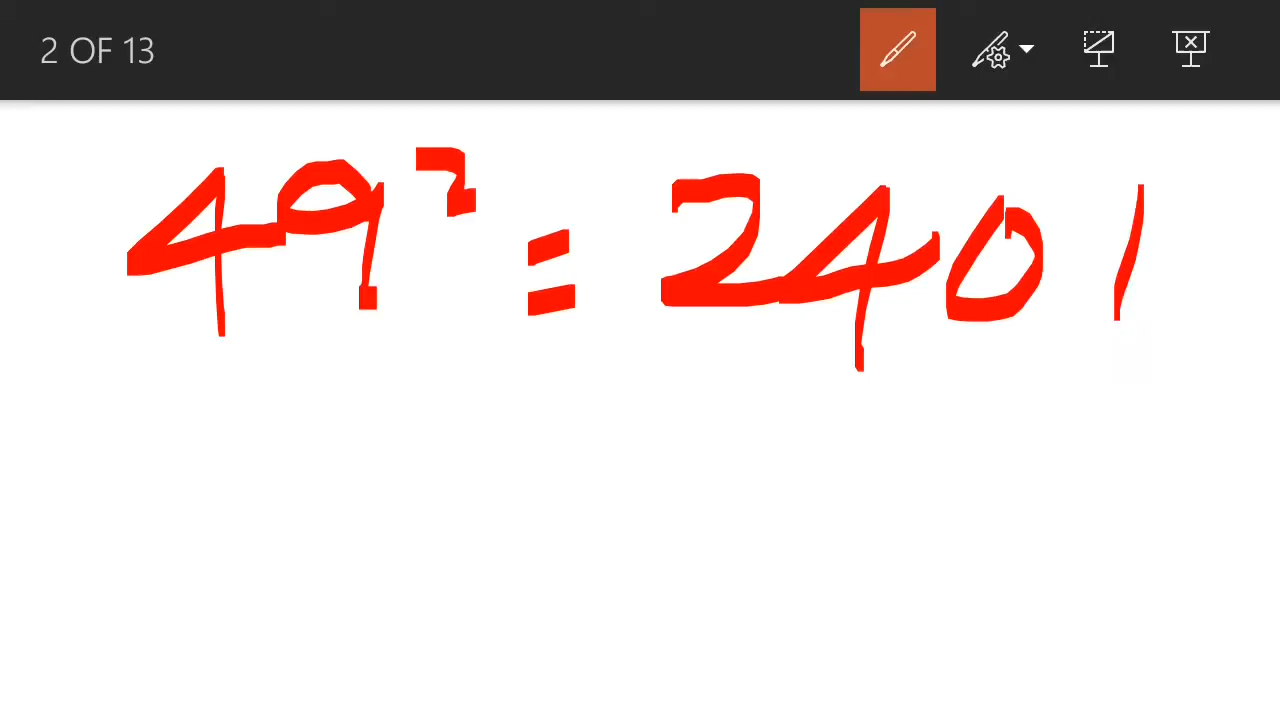 2 OF 13
49² = 2401